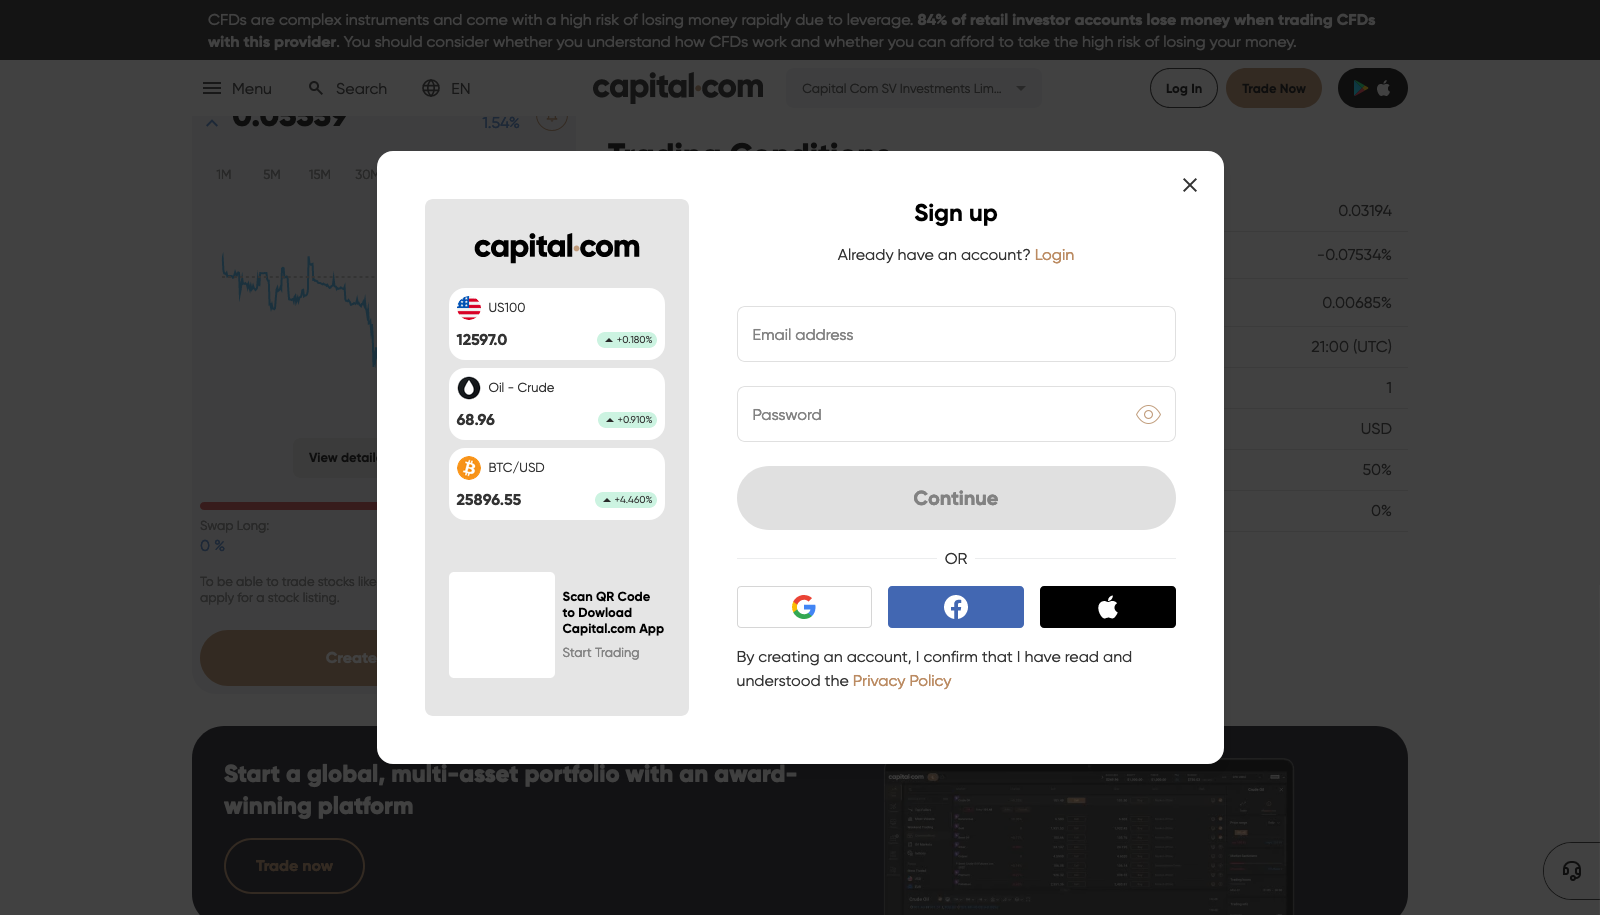 CFDs are complex instruments and come with a high risk of losing money rapidly due to leverage. 84% of retail investor accounts lose money when trading CFDs
with this provider. You should consider whether you understand how CFDs work and whether you can afford to take the high risk of losing your money.
Menu
Search
EN
capital.com
Capital Com SV Investments Lim...
Log In
Trade Now
0.03339
1.54%
Trading Conditions
1M 5M 15M 30M
0.03194
-0.07534%
0.00685%
21:00 (UTC)
1
USD
50%
0%
View detail
Swap Long:
0 %
To be able to trade stocks like
apply for a stock listing.
Create
capital.com
US100
12597.0
+0.180%
Oil - Crude
68.96
+0.910%
BTC/USD
25896.55
+4.460%
Scan QR Code
to Dowload
Capital.com App
Start Trading
Sign up
Already have an account? Login
Email address
Password
Continue
OR
By creating an account, I confirm that I have read and
understood the Privacy Policy
Start a global, multi-asset portfolio with an award-
winning platform
Trade now
capital.com